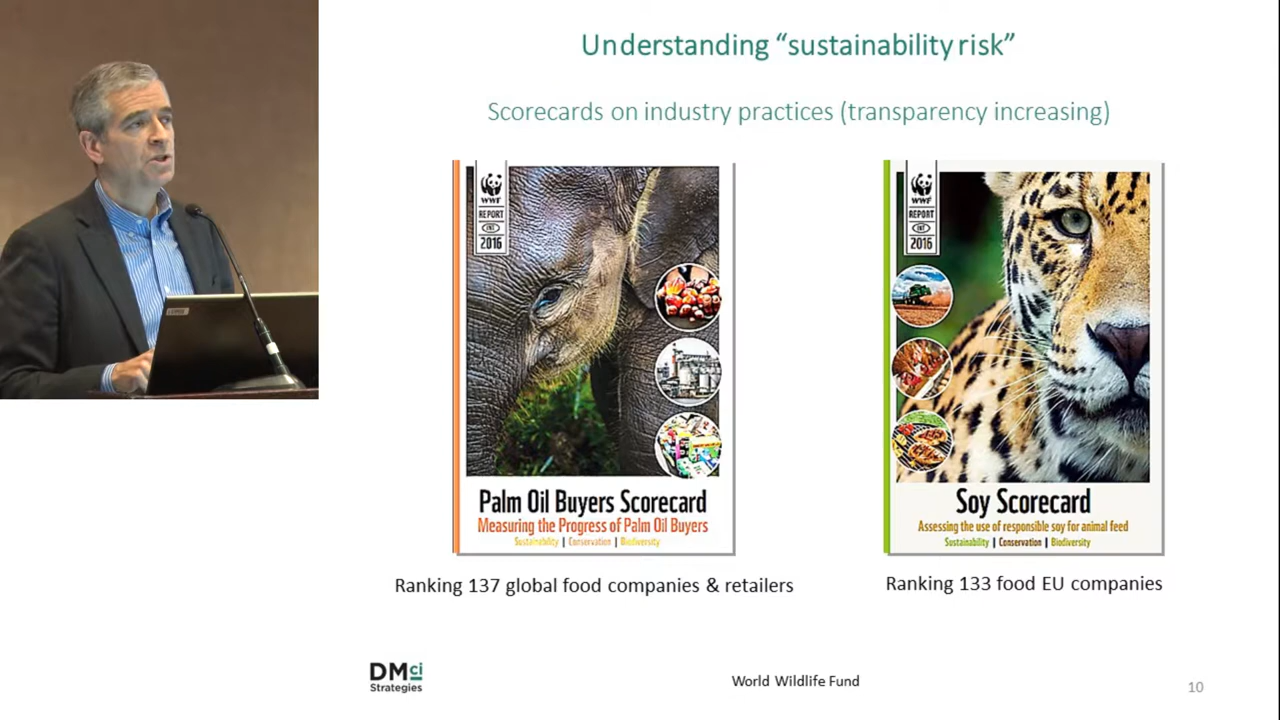 Understanding “sustainability risk”
Scorecards on industry practices (transparency increasing)
WWF
REPORT
INT
2016
Palm Oil Buyers Scorecard
Measuring the Progress of Palm Oil Buyers
Sustainability | Conservation | Biodiversity
Ranking 137 global food companies & retailers
WWF
REPORT
INT
2016
Soy Scorecard
Assessing the use of responsible soy for animal feed
Sustainability | Conservation | Biodiversity
Ranking 133 food EU companies
DMci
Strategies
World Wildlife Fund
10